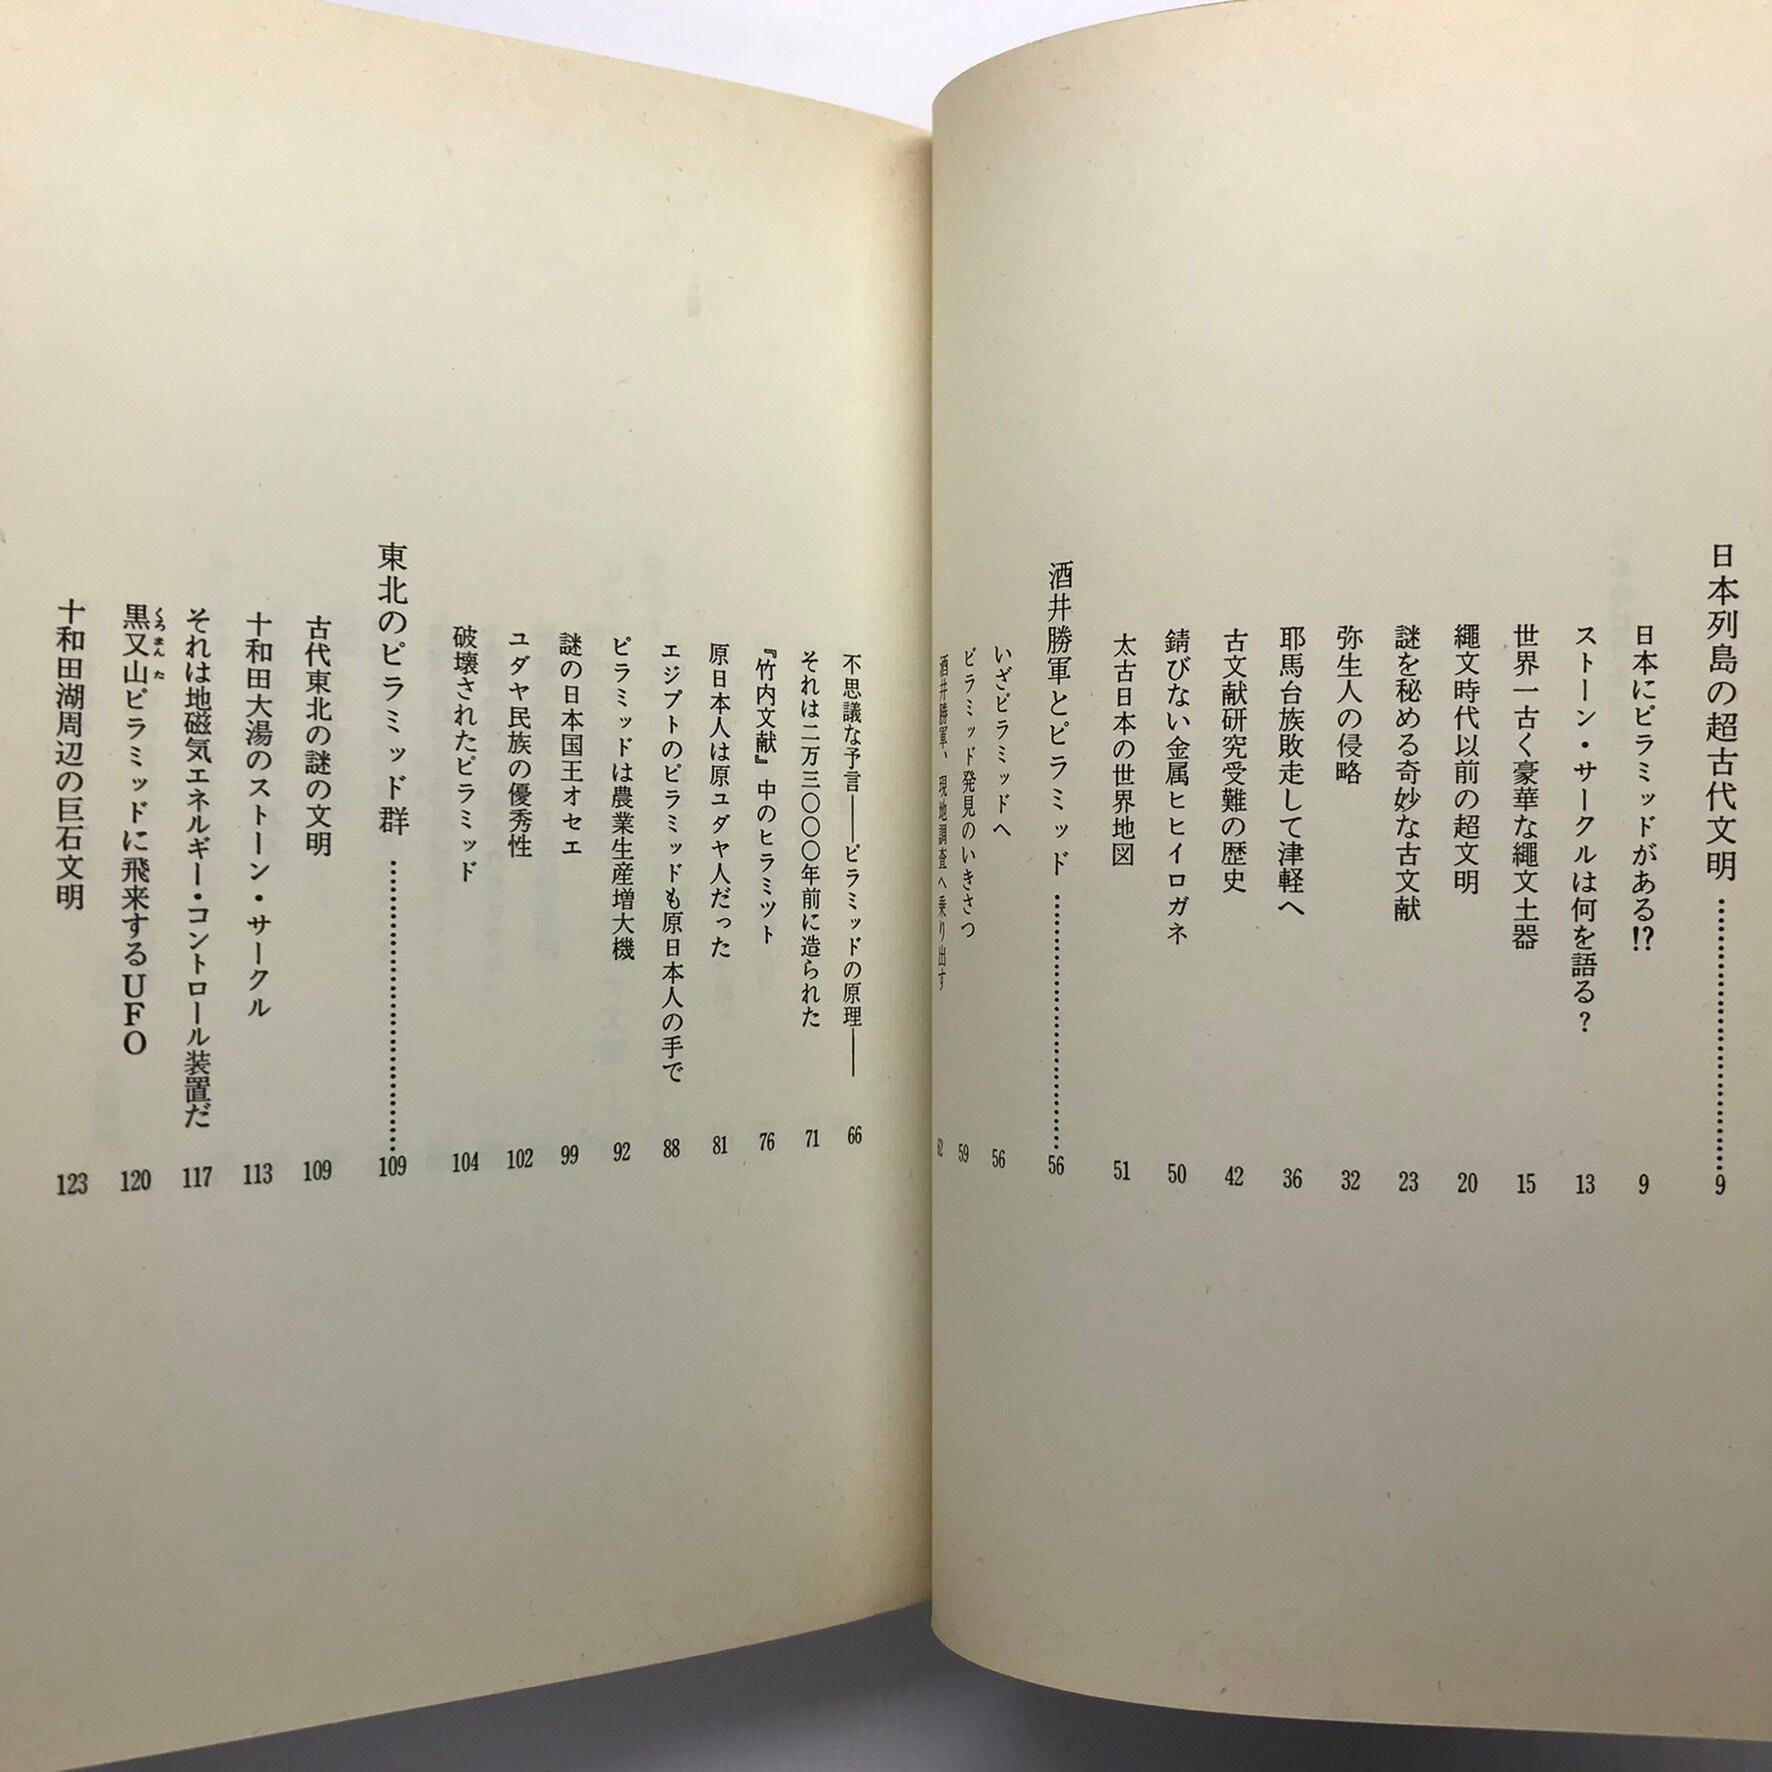 日本列島の超古代文明 …………………… 9
日本にピラミッドがある!? 9
ストーン・サークルは何を語る? 13
世界一古く豪華な縄文土器 15
縄文時代以前の超文明 20
謎を秘める奇妙な古文献 23
弥生人の侵略 32
耶馬台族敗走して津軽へ 36
古文献研究受難の歴史 42
錆びない金属ヒヒイロガネ 50
太古日本の世界地図 51
酒井勝軍とピラミッド …………………… 56
いざピラミッドへ 56
ピラミッド発見のいきさつ 59
酒井勝軍、現地調査へ乗り出す 62
不思議な予言──ピラミッドの原理── 66
それは二万三〇〇〇年前に造られた 71
『竹内文献』中のヒラミツト 76
原日本人は原ユダヤ人だった 81
エジプトのピラミッドも原日本人の手で 88
ピラミッドは農業生産増大機 92
謎の日本国王オセエ 99
ユダヤ民族の優秀性 102
破壊されたピラミッド 104
東北のピラミッド群 …………………… 109
古代東北の謎の文明 109
十和田大湯のストーン・サークル 113
それは地磁気エネルギー・コントロール装置だ 117
黒又山ピラミッドに飛来するUFO 120
くろまんた
十和田湖周辺の巨石文明 123